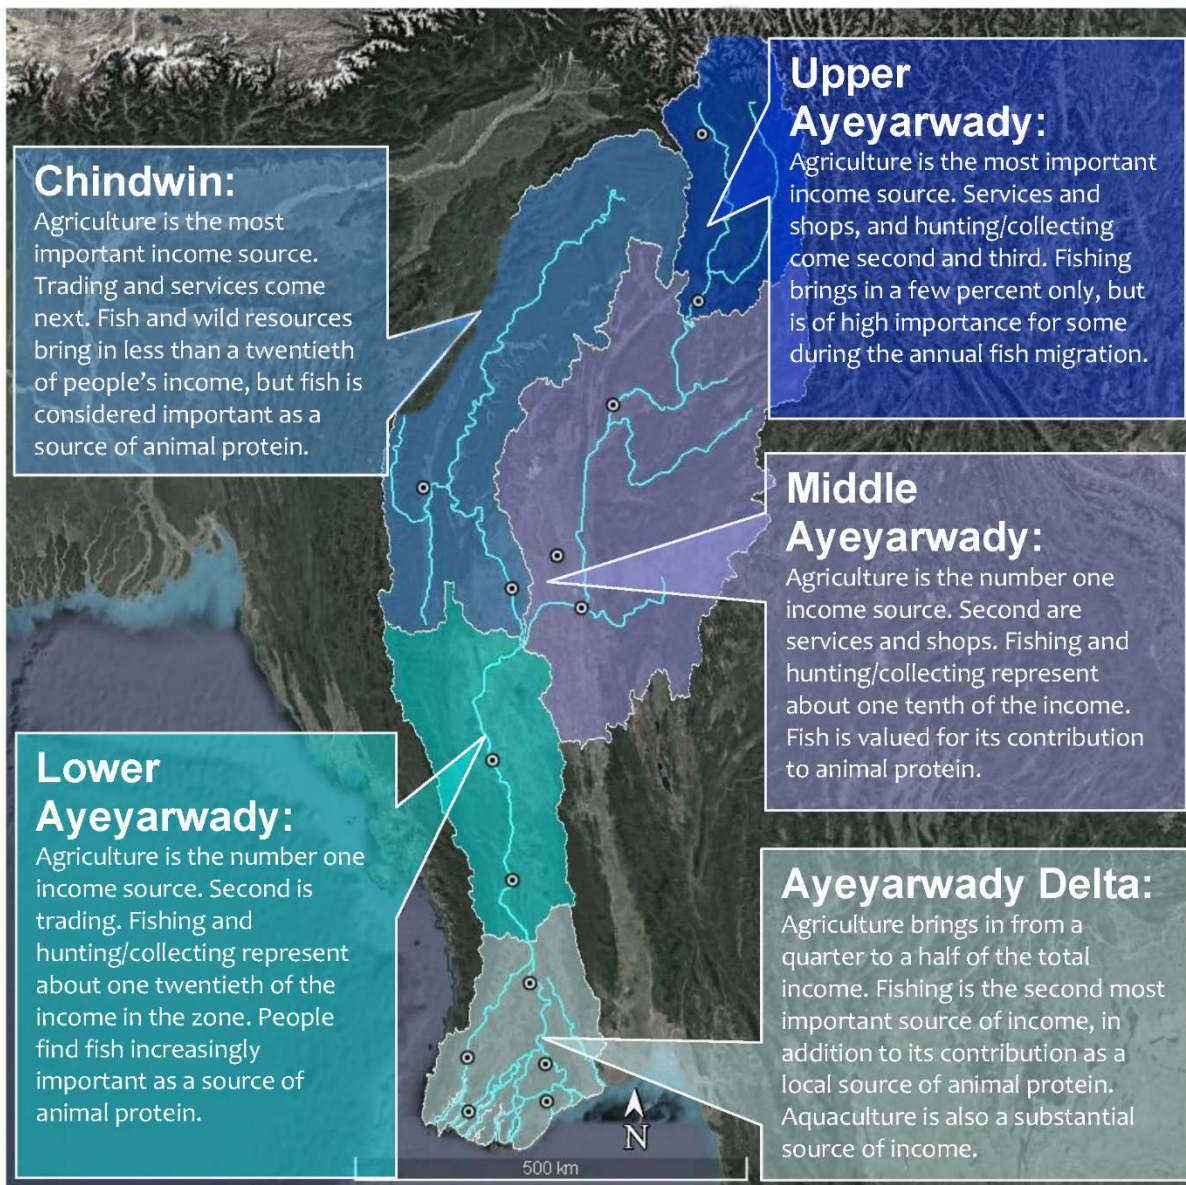 Upper
Ayeyarwady:
Agriculture is the most important
income source. Services and
shops, and hunting/collecting
come second and third. Fishing
brings in a few percent only, but
is of high importance for some
during the annual fish migration.
Chindwin:
Agriculture is the most
important income source.
Trading and services come
next. Fish and wild resources
bring in less than a twentieth
of people's income, but fish is
considered important as a
source of animal protein.
Middle
Ayeyarwady:
Agriculture is the number one
income source. Second are
services and shops. Fishing and
hunting/collecting represent
about one tenth of the income.
Fish is valued for its contribution
to animal protein.
Lower
Ayeyarwady:
Agriculture is the number one
income source. Second is
trading. Fishing and
hunting/collecting represent
about one twentieth of the
income in the zone. People
find fish increasingly
important as a source of
animal protein.
Ayeyarwady Delta:
Agriculture brings in from a
quarter to a half of the total
income. Fishing is the second most
important source of income, in
addition to its contribution as a
local source of animal protein.
Aquaculture is also a substantial
source of income.
N
500 km